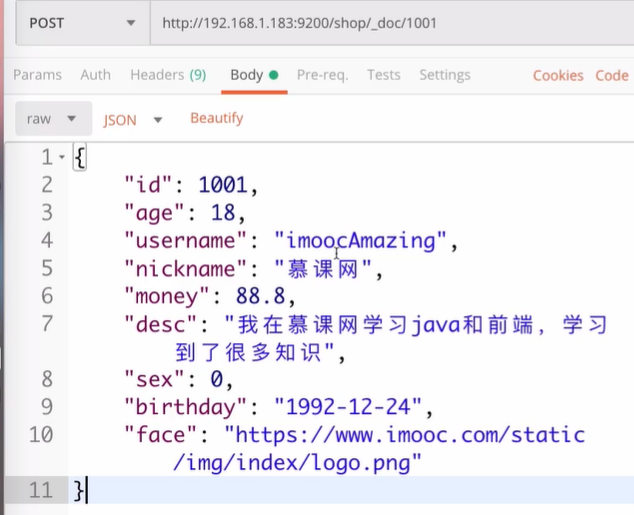 POST http://192.168.1.183:9200/shop/_doc/1001
Params Auth Headers (9) Body Pre-req. Tests Settings Cookies Code
raw JSON Beautify
1 {
2 "id": 1001,
3 "age": 18,
4 "username": "imoocAmazing",
5 "nickname": "慕课网",
6 "money": 88.8,
7 "desc": "我在慕课网学习java和前端，学习
到了很多知识",
8 "sex": 0,
9 "birthday": "1992-12-24",
10 "face": "https://www.imooc.com/static
/img/index/logo.png"
11 }